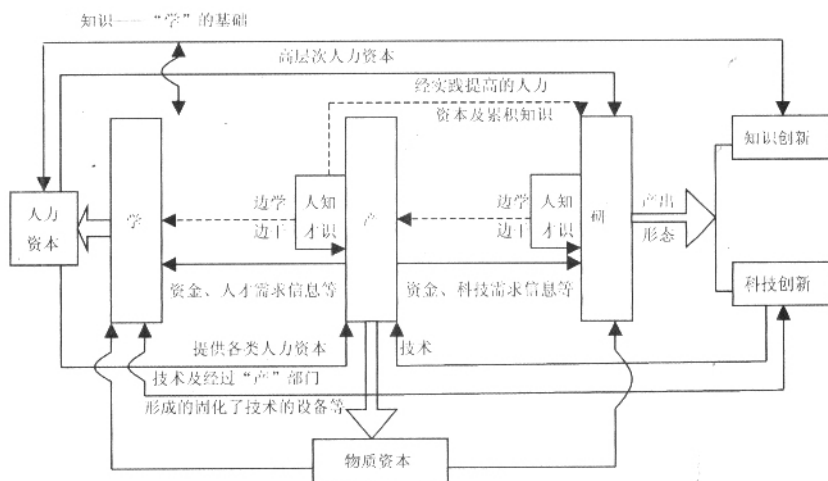 知识——“学”的基础
高层次人力资本
经实践提高的人力
资本及累积知识
知识创新
人力
资本
学
边学
边干
人知
才识
产
边学
边干
人知
才识
研
产出
形态
资金、人才需求信息等
资金、科技需求信息等
科技创新
提供各类人力资本
技术
技术及经过“产”部门
形成的固化了技术的设备等
物质资本